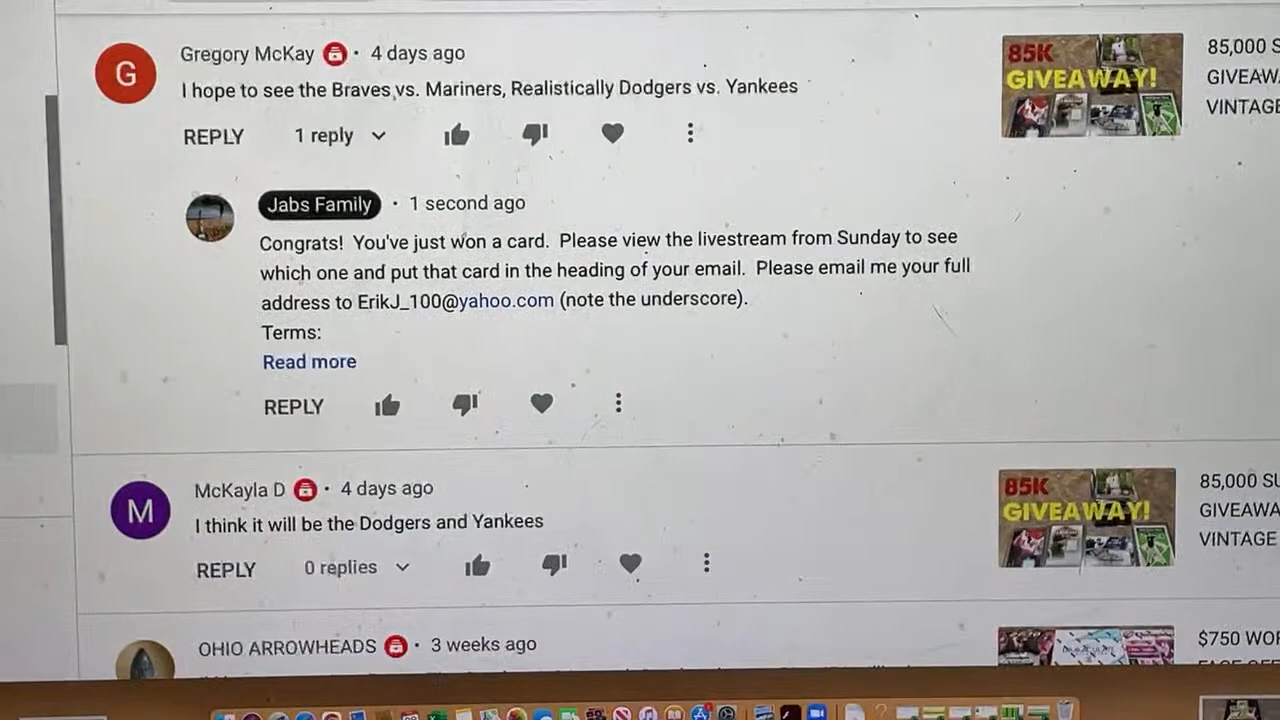 Gregory McKay · 4 days ago
I hope to see the Braves vs. Mariners, Realistically Dodgers vs. Yankees
REPLY 1 reply
85K
GIVEAWAY!
85,000 S
GIVEAWA
VINTAGE
Jabs Family · 1 second ago
Congrats! You've just won a card. Please view the livestream from Sunday to see
which one and put that card in the heading of your email. Please email me your full
address to ErikJ_100@yahoo.com (note the underscore).
Terms:
Read more
REPLY
McKayla D · 4 days ago
I think it will be the Dodgers and Yankees
REPLY 0 replies
85K
GIVEAWAY!
85,000 SU
GIVEAWA
VINTAGE
OHIO ARROWHEADS · 3 weeks ago
$750 WOR